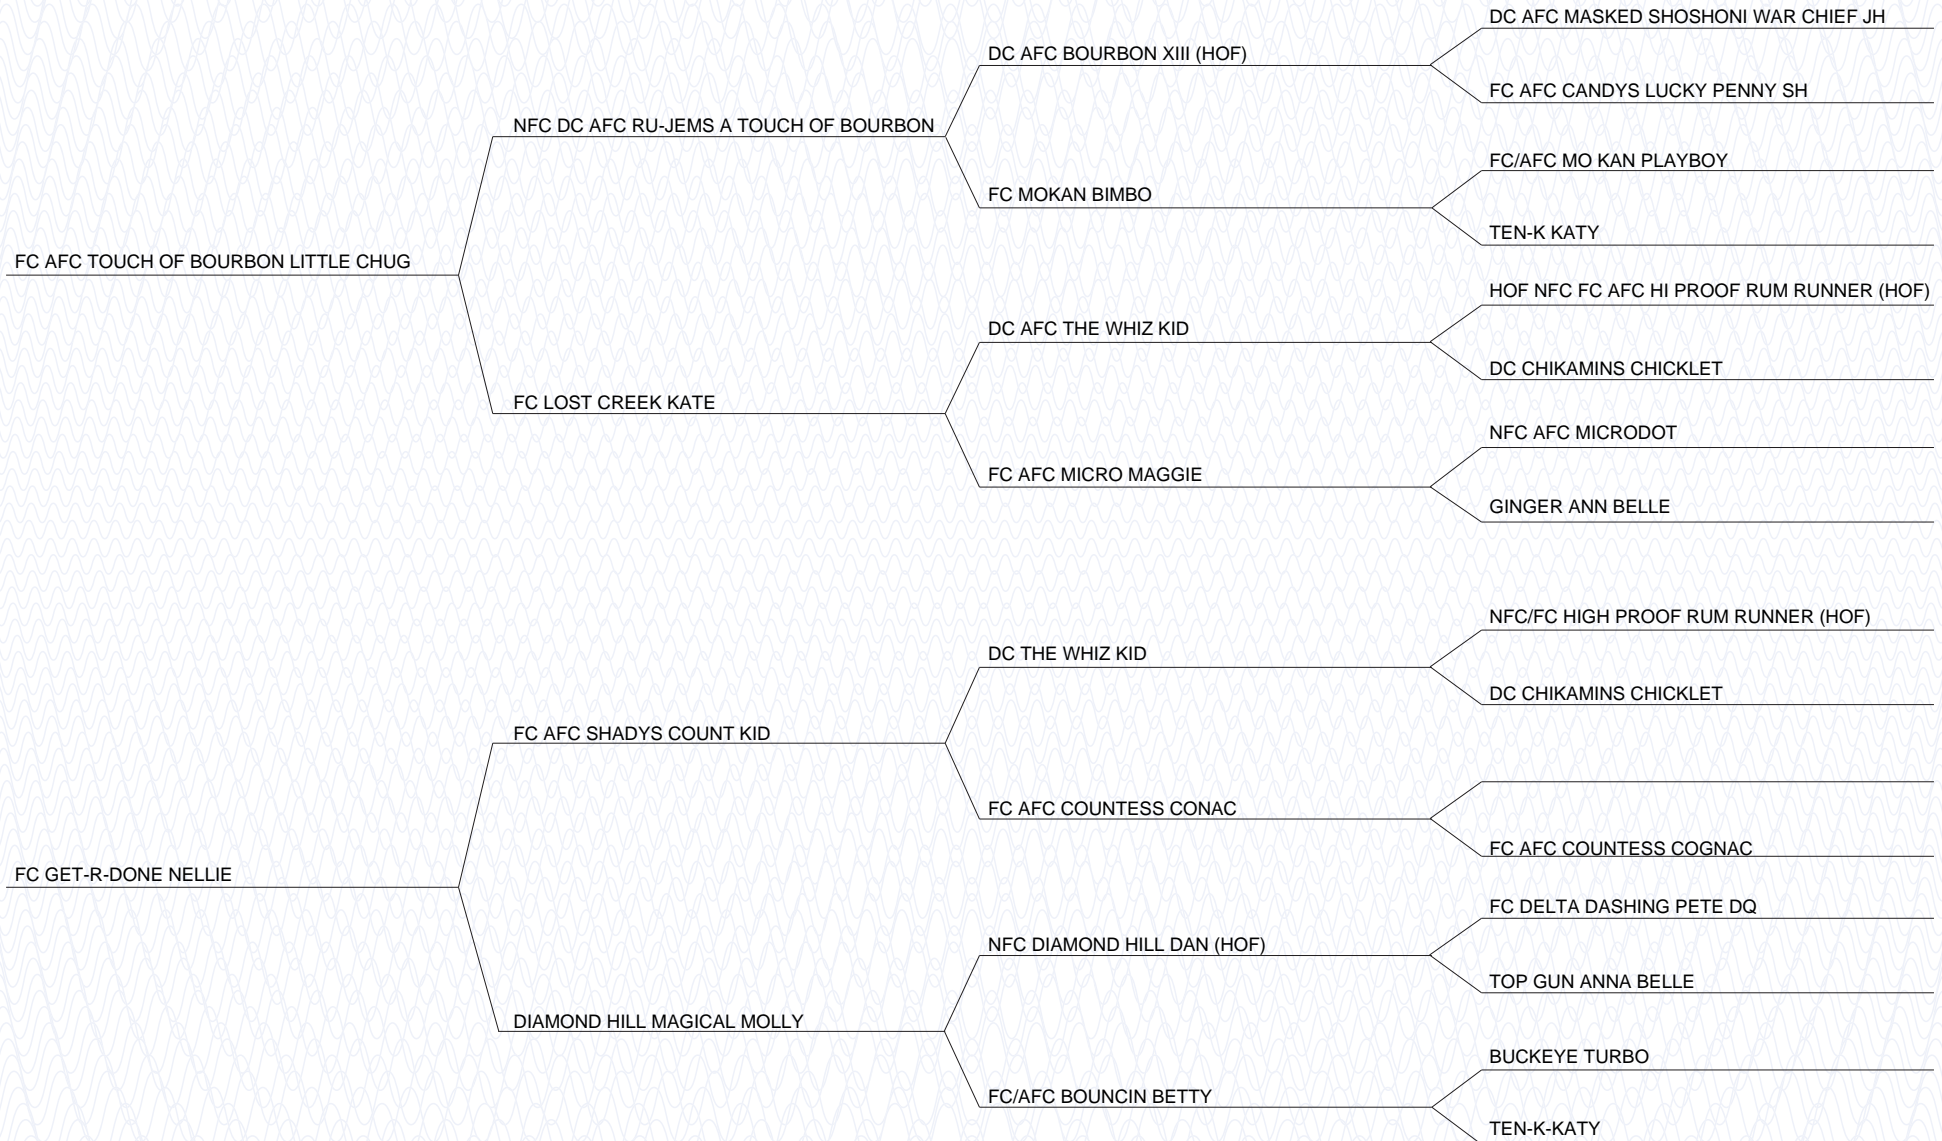 DC AFC MASKED SHOSHONI WAR CHIEF JH
DC AFC BOURBON XIII (HOF)
FC AFC CANDYS LUCKY PENNY SH
NFC DC AFC RU-JEMS A TOUCH OF BOURBON
FC/AFC MO KAN PLAYBOY
FC MOKAN BIMBO
TEN-K KATY
FC AFC TOUCH OF BOURBON LITTLE CHUG
HOF NFC FC AFC HI PROOF RUM RUNNER (HOF)
DC AFC THE WHIZ KID
DC CHIKAMINS CHICKLET
FC LOST CREEK KATE
NFC AFC MICRODOT
FC AFC MICRO MAGGIE
GINGER ANN BELLE
NFC/FC HIGH PROOF RUM RUNNER (HOF)
DC THE WHIZ KID
DC CHIKAMINS CHICKLET
FC AFC SHADYS COUNT KID
FC AFC COUNTESS CONAC
FC AFC COUNTESS COGNAC
FC GET-R-DONE NELLIE
FC DELTA DASHING PETE DQ
NFC DIAMOND HILL DAN (HOF)
TOP GUN ANNA BELLE
DIAMOND HILL MAGICAL MOLLY
BUCKEYE TURBO
FC/AFC BOUNCIN BETTY
TEN-K-KATY